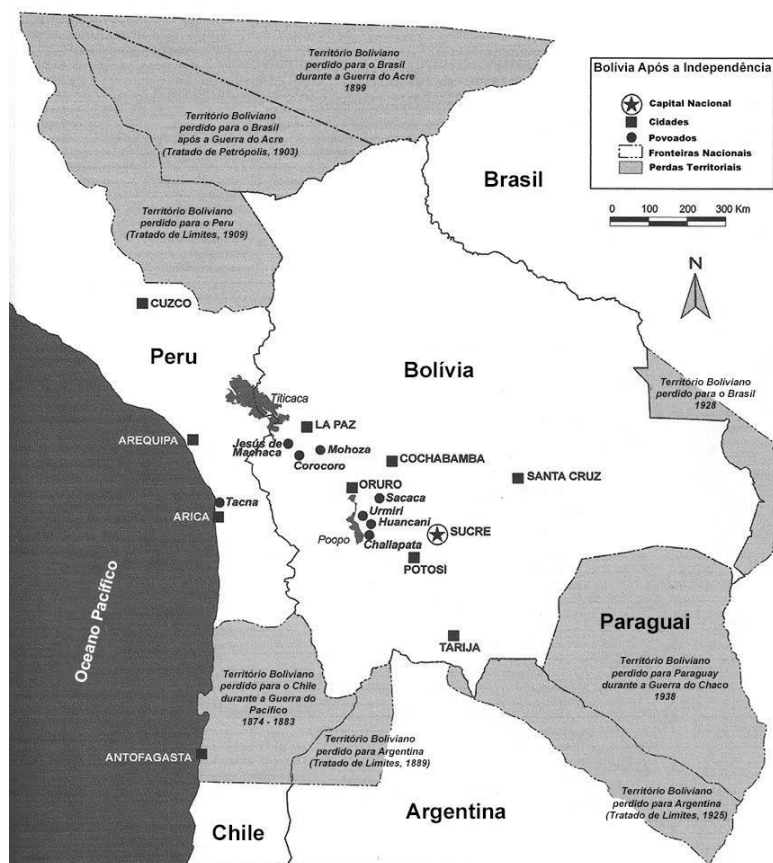 Território Boliviano
perdido para o Brasil
durante a Guerra do Acre
1899
Território Boliviano
perdido para o Brasil
após a Guerra do Acre
(Tratado de Petrópolis, 1903)
Território Boliviano
perdido para o Peru
(Tratado de Limites, 1909)
Bolívia Após a Independência
Capital Nacional
Cidades
Povoados
Fronteiras Nacionais
Perdas Territoriais
0 100 200 300 Km
N
Brasil
CUZCO
Peru
Bolívia
Titicaca
Território Boliviano
perdido para o Brasil
1928
LA PAZ
AREQUIPA
Jesús de
Machaca
Mohoza
Corocoro
COCHABAMBA
SANTA CRUZ
ORURO
Sacaca
Tacna
ARICA
Urmiri
Huancani
SUCRE
Poopo
Challapata
POTOSI
Oceano Pacífico
Paraguai
TARIJA
Território Boliviano
perdido para o Chile
durante a Guerra do
Pacífico
1874 - 1883
Território Boliviano
perdido para Paraguay
durante a Guerra do Chaco
1938
ANTOFAGASTA
Território Boliviano
perdido para Argentina
(Tratado de Limites, 1889)
Território Boliviano
perdido para Argentina
(Tratado de Limites, 1925)
Argentina
Chile